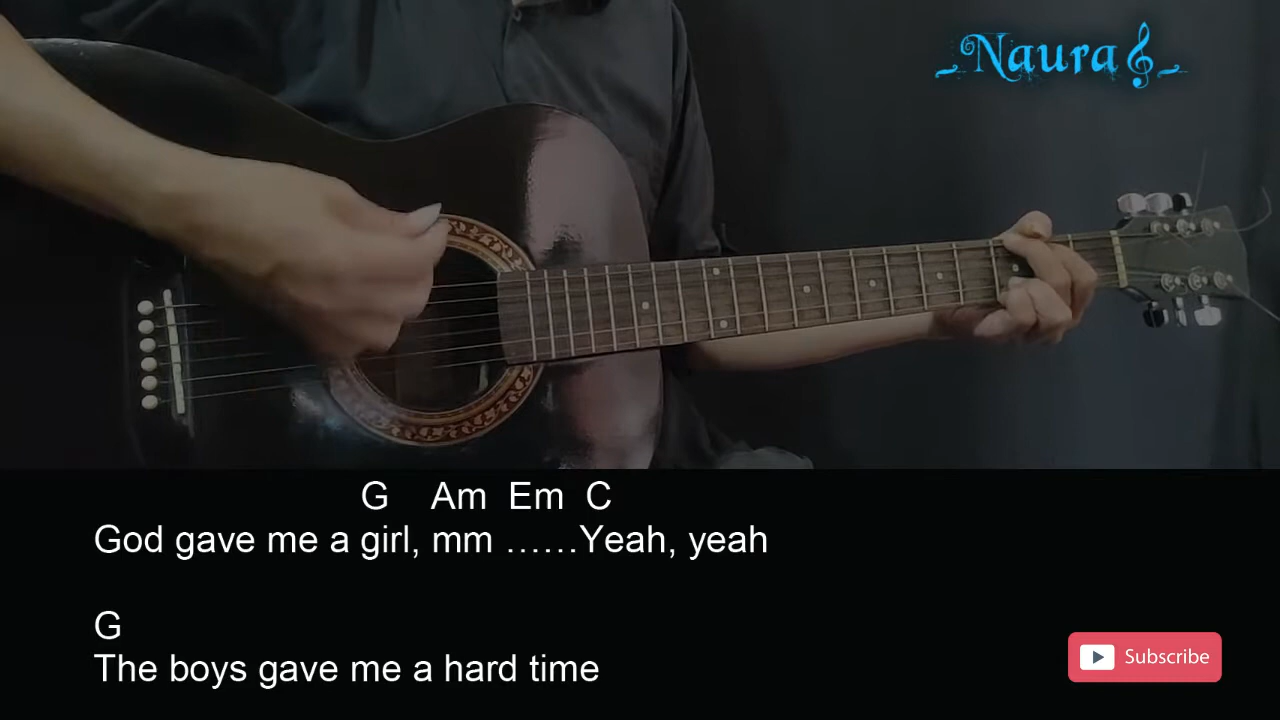 Naura
G Am Em C
God gave me a girl, mm ……Yeah, yeah
G
The boys gave me a hard time
Subscribe